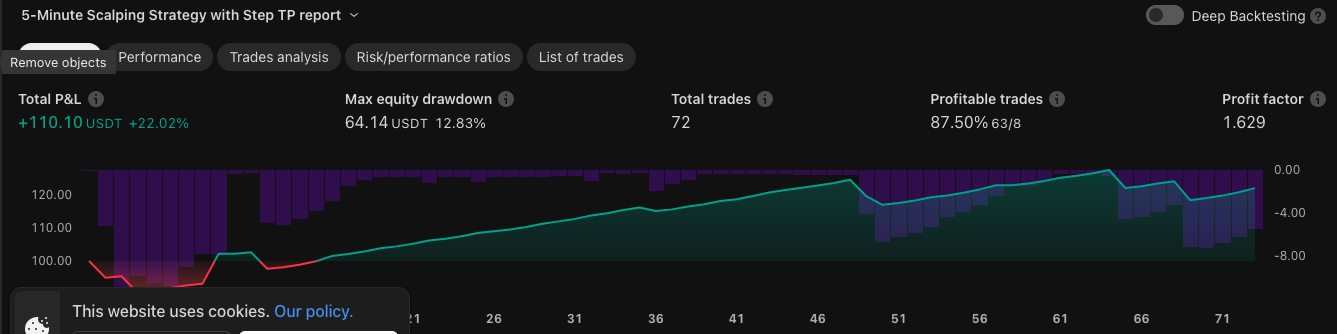 5-Minute Scalping Strategy with Step TP report
Deep Backtesting
Remove objects
Performance
Trades analysis
Risk/performance ratios
List of trades
Total P&L
+110.10 USDT +22.02%
Max equity drawdown
64.14 USDT 12.83%
Total trades
72
Profitable trades
87.50% 63/8
Profit factor
1.629
120.00
110.00
100.00
0.00
-4.00
-8.00
This website uses cookies. Our policy.
21 26 31 36 41 46 51 56 61 66 71